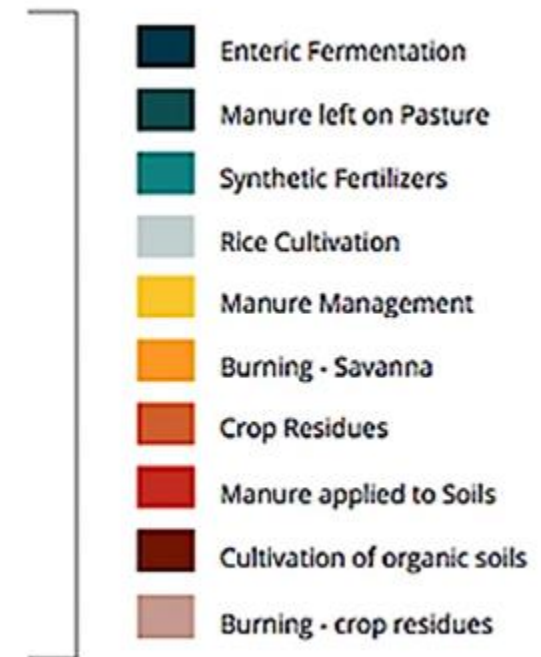 Enteric Fermentation
Manure left on Pasture
Synthetic Fertilizers
Rice Cultivation
Manure Management
Burning - Savanna
Crop Residues
Manure applied to Soils
Cultivation of organic soils
Burning - crop residues